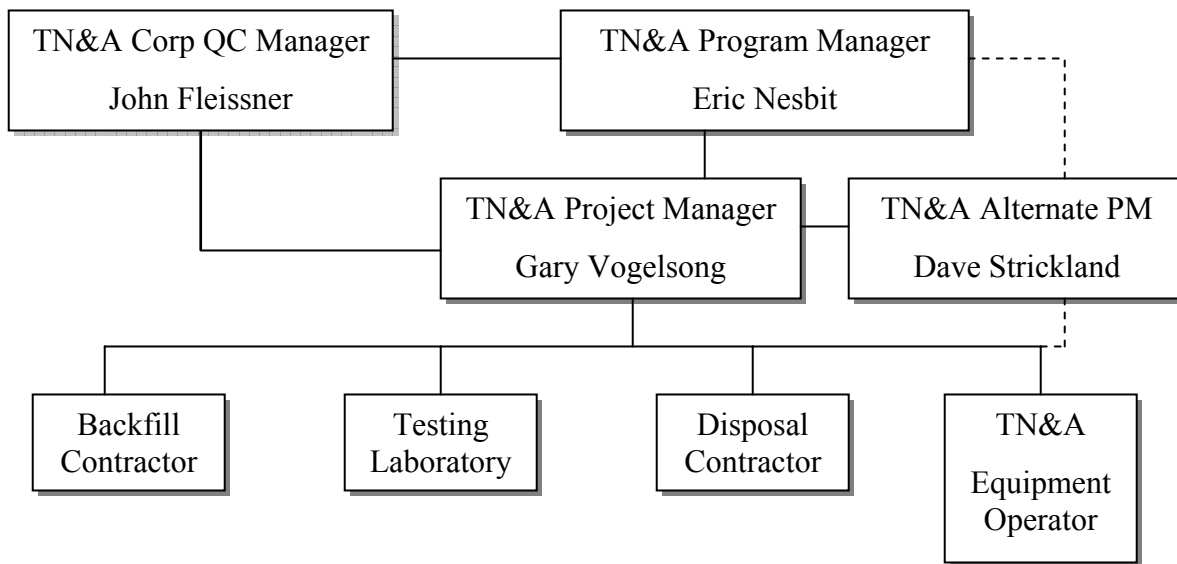 TN&A Corp QC Manager
John Fleissner
TN&A Program Manager
Eric Nesbit
TN&A Project Manager
Gary Vogelsong
TN&A Alternate PM
Dave Strickland
Backfill
Contractor
Testing
Laboratory
Disposal
Contractor
TN&A
Equipment
Operator